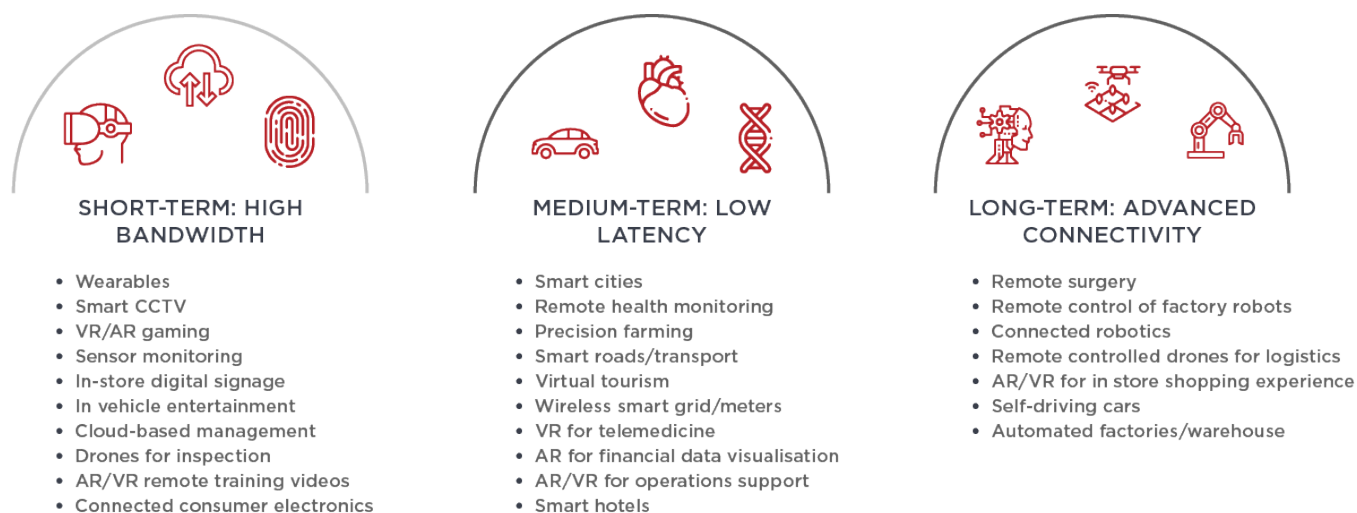 SHORT-TERM: HIGH
BANDWIDTH
• Wearables
• Smart CCTV
• VR/AR gaming
• Sensor monitoring
• In-store digital signage
• In vehicle entertainment
• Cloud-based management
• Drones for inspection
• AR/VR remote training videos
• Connected consumer electronics
MEDIUM-TERM: LOW
LATENCY
• Smart cities
• Remote health monitoring
• Precision farming
• Smart roads/transport
• Virtual tourism
• Wireless smart grid/meters
• VR for telemedicine
• AR for financial data visualisation
• AR/VR for operations support
• Smart hotels
LONG-TERM: ADVANCED
CONNECTIVITY
• Remote surgery
• Remote control of factory robots
• Connected robotics
• Remote controlled drones for logistics
• AR/VR for in store shopping experience
• Self-driving cars
• Automated factories/warehouse